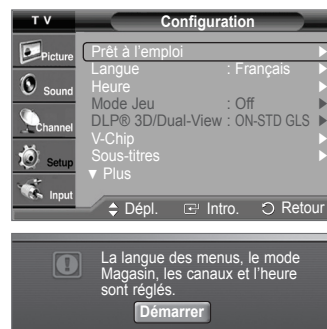 T V Configuration
Picture
Sound
Channel
Setup
Input
Prêt à l'emploi
Langue : Français
Heure
Mode Jeu : Off
DLP® 3D/Dual-View : ON-STD GLS
V-Chip
Sous-titres
▼ Plus
Dépl. Intro. Retour
La langue des menus, le mode
Magasin, les canaux et l'heure
sont réglés.
Démarrer